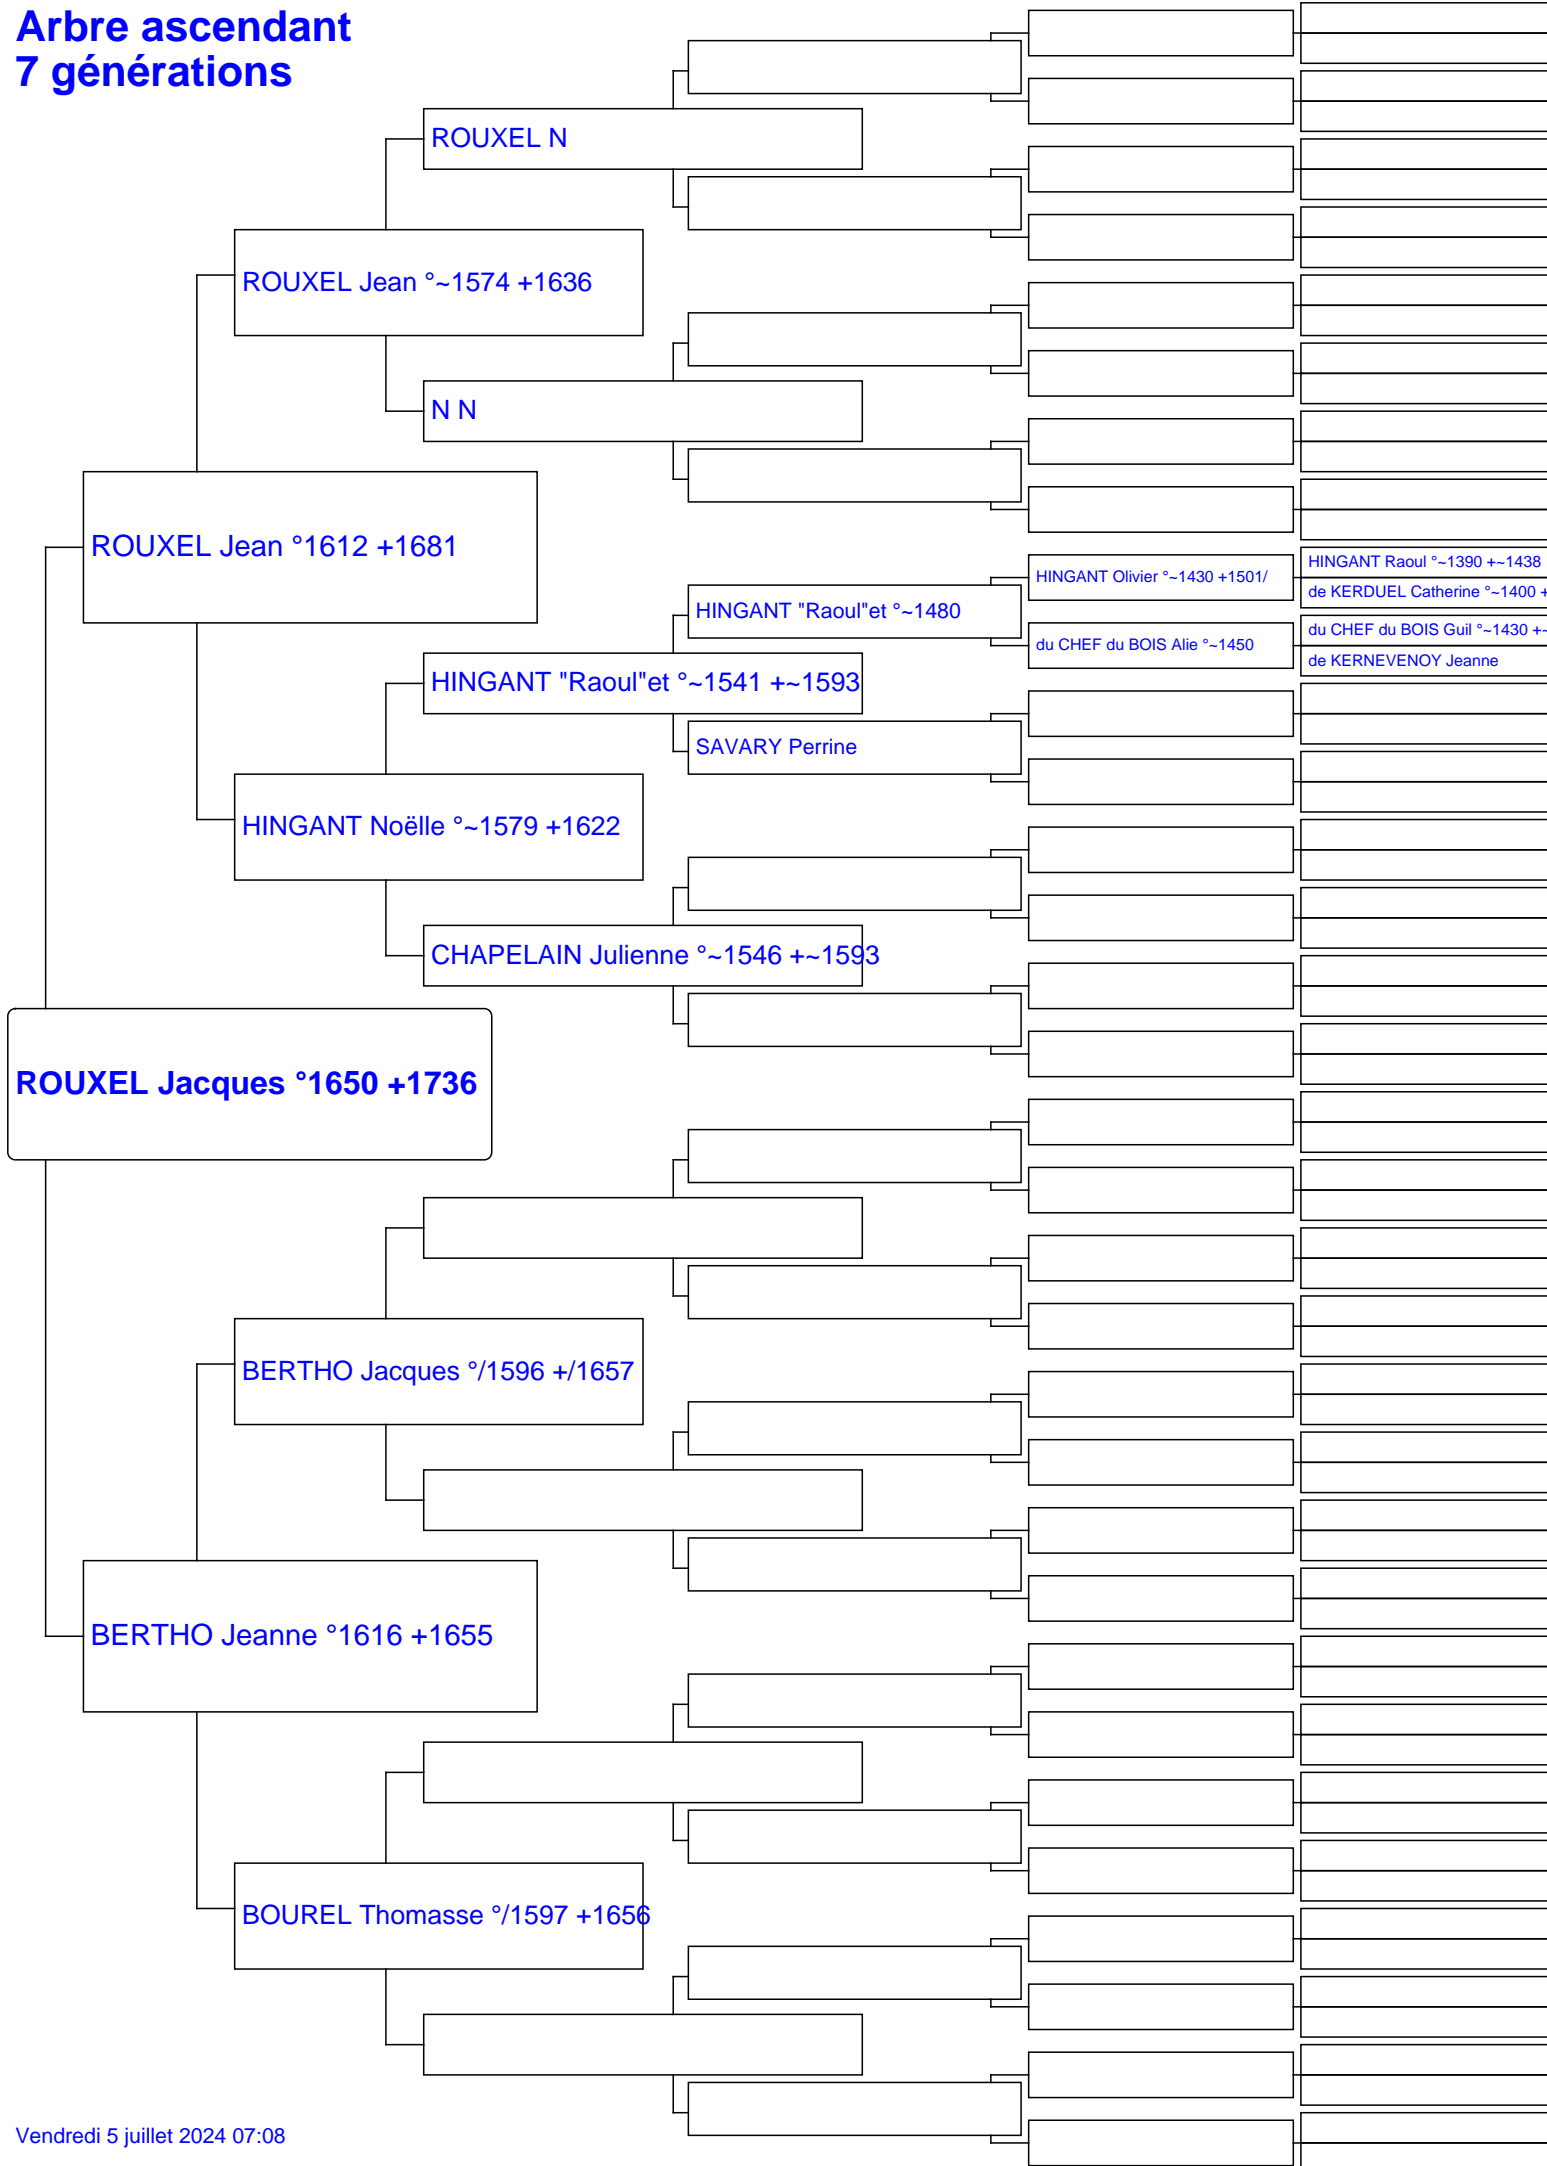 Arbre ascendant
7 générations
ROUXEL N
ROUXEL Jean °~1574 +1636
N N
ROUXEL Jean °1612 +1681
HINGANT Raoul °~1390 +~1438
HINGANT Olivier °~1430 +1501/
de KERDUEL Catherine °~1400 +
HINGANT "Raoul"et °~1480
du CHEF du BOIS Guil °~1430 +~
du CHEF du BOIS Alie °~1450
de KERNEVENOY Jeanne
HINGANT "Raoul"et °~1541 +~1593
SAVARY Perrine
HINGANT Noëlle °~1579 +1622
CHAPELAIN Julienne °~1546 +~1593
ROUXEL Jacques °1650 +1736
BERTHO Jacques °/1596 +/1657
BERTHO Jeanne °1616 +1655
BOUREL Thomasse °/1597 +1656
Vendredi 5 juillet 2024 07:08